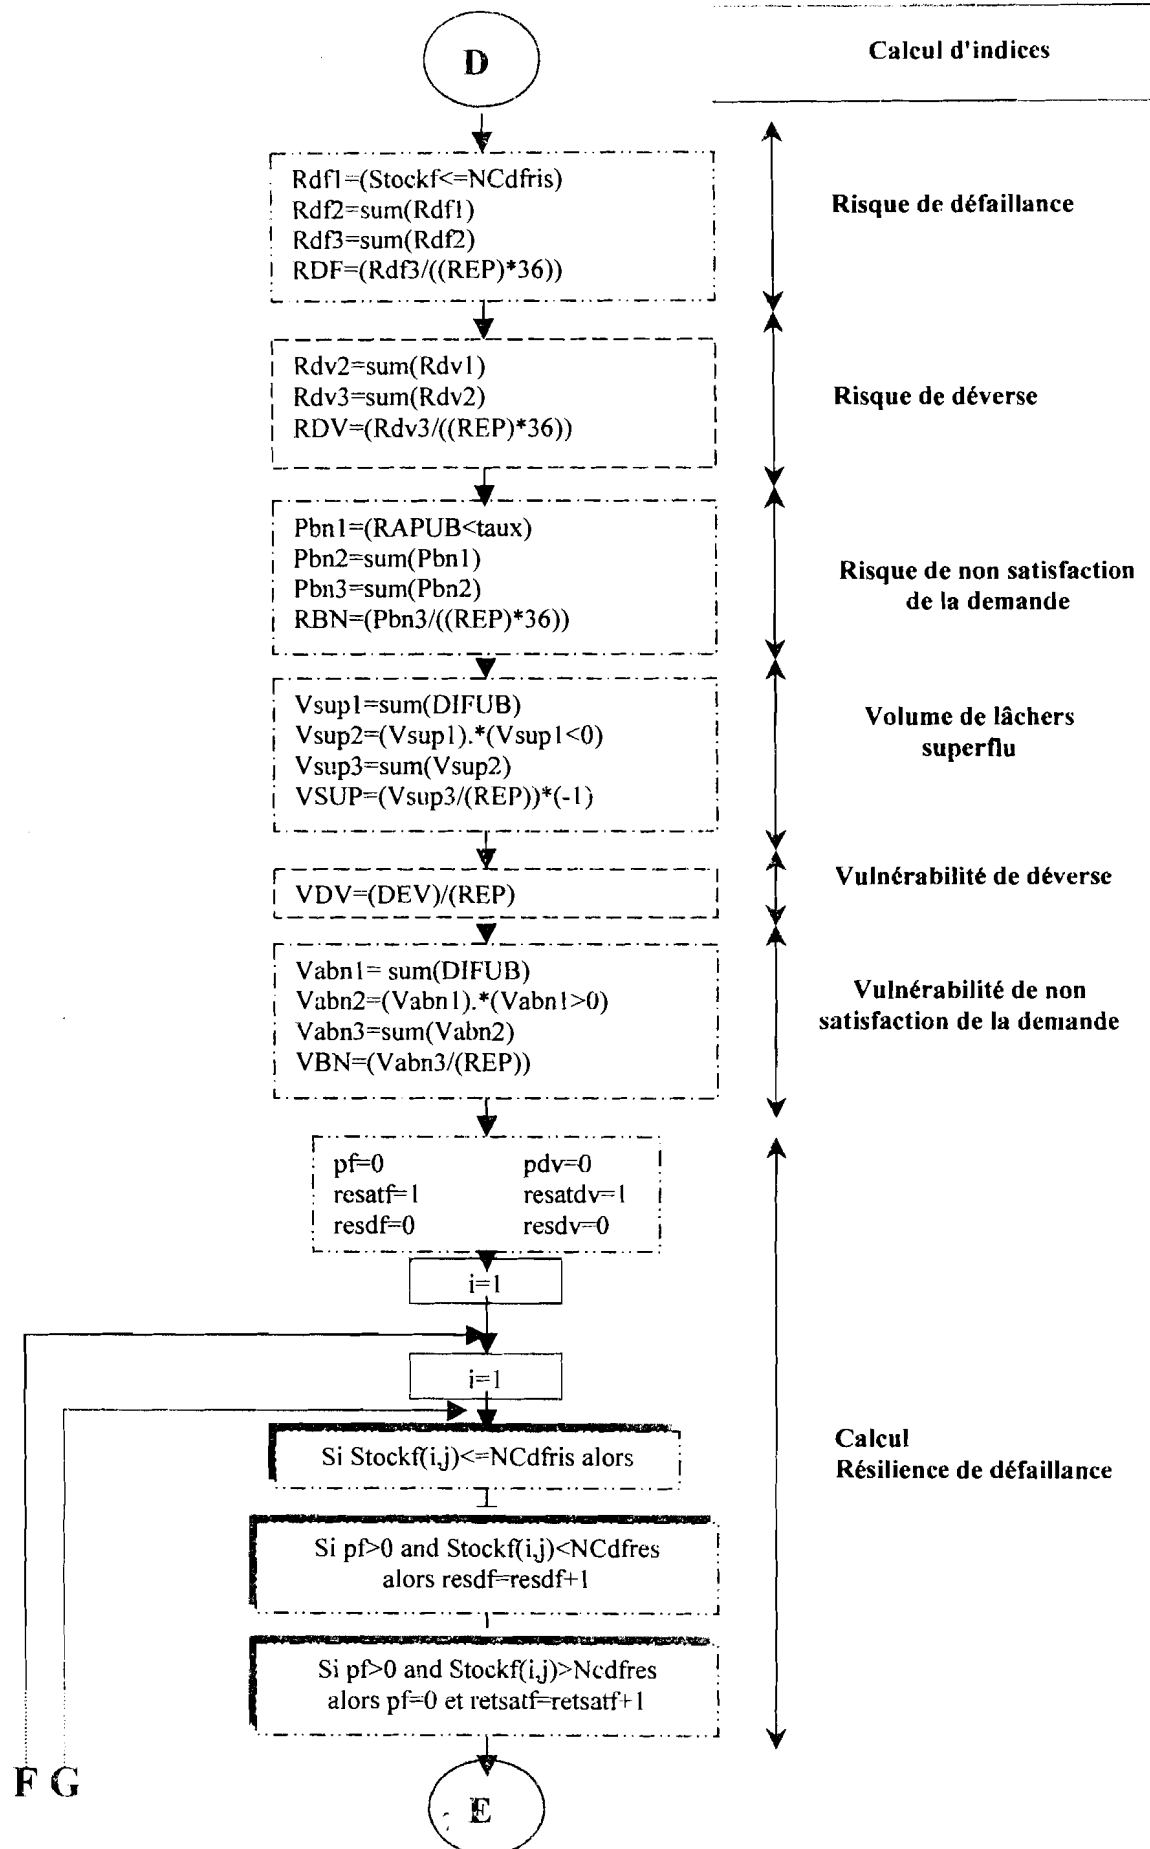 D
Calcul d'indices
Rdf1=(Stockf<=NCdfris)
Rdf2=sum(Rdf1)
Rdf3=sum(Rdf2)
RDF=(Rdf3/((REP)*36))
Risque de défaillance
Rdv2=sum(Rdv1)
Rdv3=sum(Rdv2)
RDV=(Rdv3/((REP)*36))
Risque de déverse
Pbn1=(RAPUB<taux)
Pbn2=sum(Pbn1)
Pbn3=sum(Pbn2)
RBN=(Pbn3/((REP)*36))
Risque de non satisfaction
de la demande
Vsup1=sum(DIFUB)
Vsup2=(Vsup1).*(Vsup1<0)
Vsup3=sum(Vsup2)
VSUP=(Vsup3/(REP))*(-1)
Volume de lâchers
superflu
VDV=(DEV)/(REP)
Vulnérabilité de déverse
Vabn1= sum(DIFUB)
Vabn2=(Vabn1).*(Vabn1>0)
Vabn3=sum(Vabn2)
VBN=(Vabn3/(REP))
Vulnérabilité de non
satisfaction de la demande
pf=0 pdv=0
resatf=1 resatdv=1
resdf=0 resdv=0
i=1
i=1
Si Stockf(i,j)<=NCdfris alors
Si pf>0 and Stockf(i,j)<NCdfres
alors resdf=resdf+1
Si pf>0 and Stockf(i,j)>Ncdfres
alors pf=0 et retsatf=retsatf+1
Calcul
Résilience de défaillance
F G
E